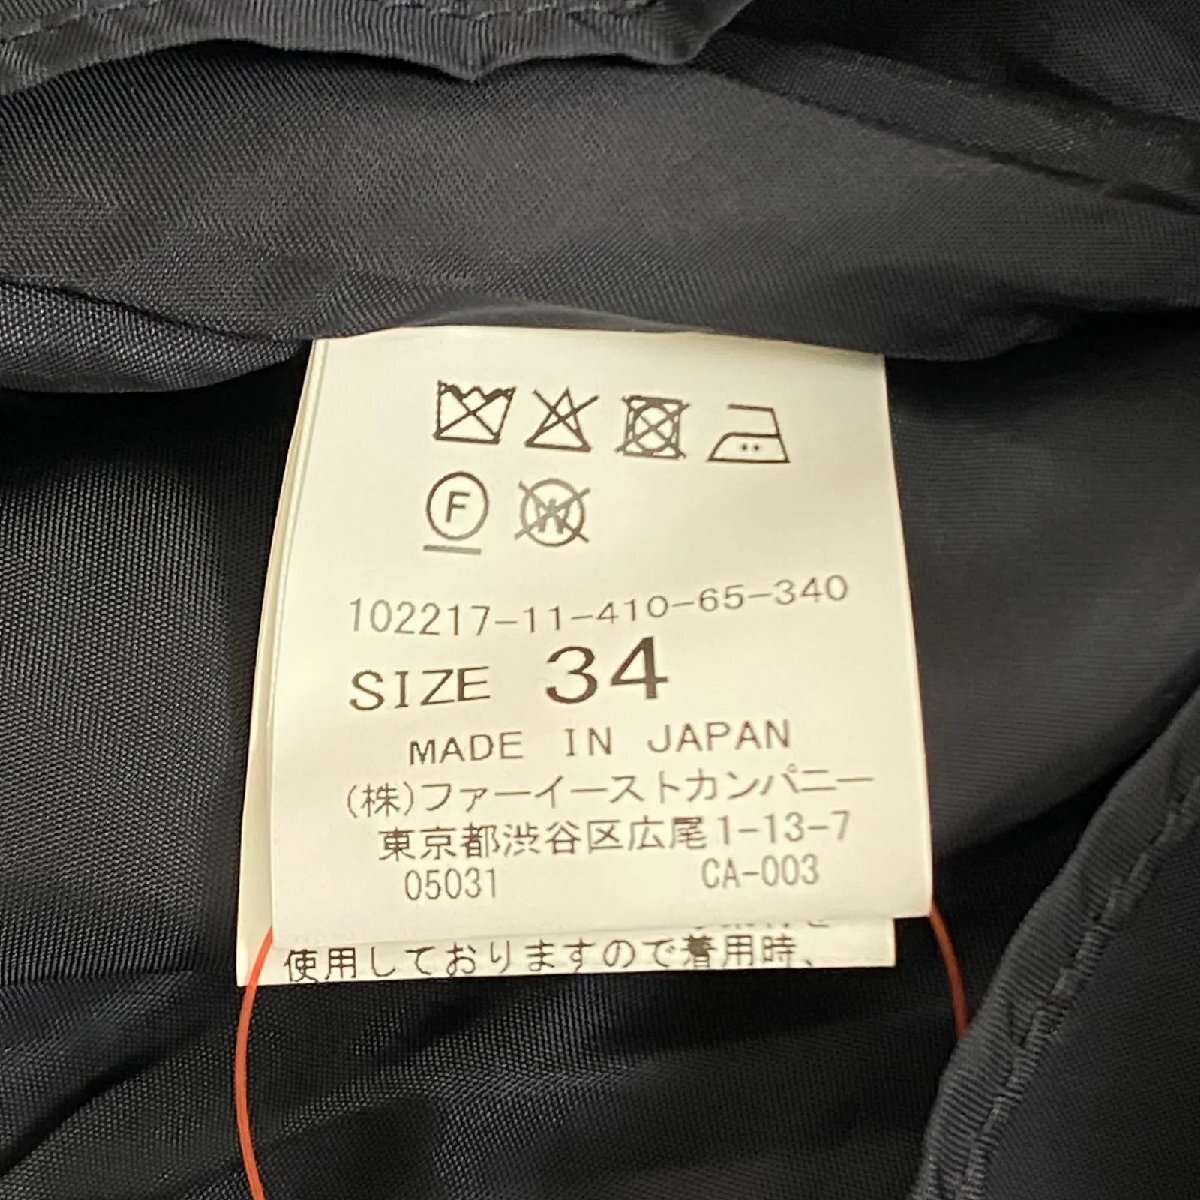 F
W
102217-11-410-65-340
SIZE 34
MADE IN JAPAN
(株)ファーイーストカンパニー
東京都渋谷区広尾1-13-7
05031 CA-003
使用しておりますので着用時、